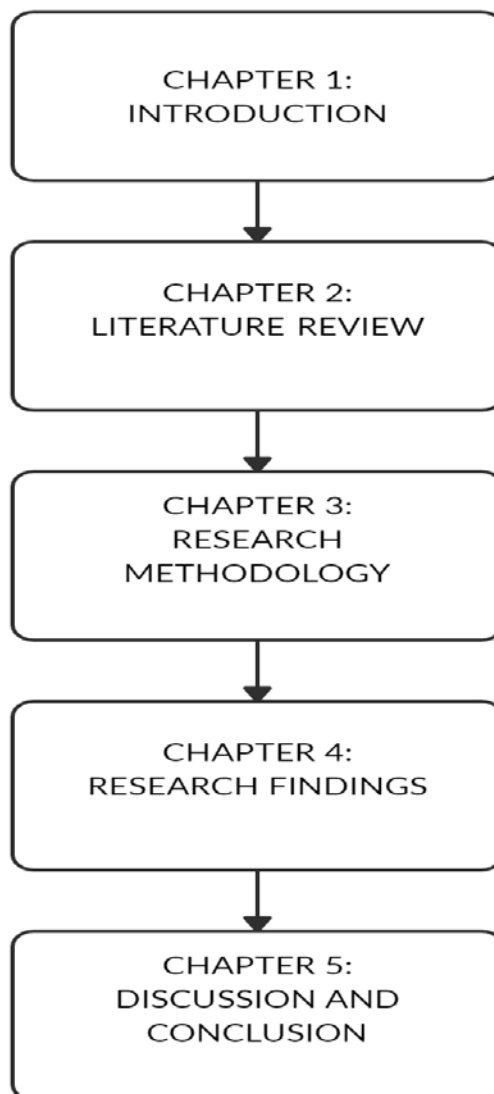 CHAPTER 1:
INTRODUCTION
CHAPTER 2:
LITERATURE REVIEW
CHAPTER 3:
RESEARCH
METHODOLOGY
CHAPTER 4:
RESEARCH FINDINGS
CHAPTER 5:
DISCUSSION AND
CONCLUSION